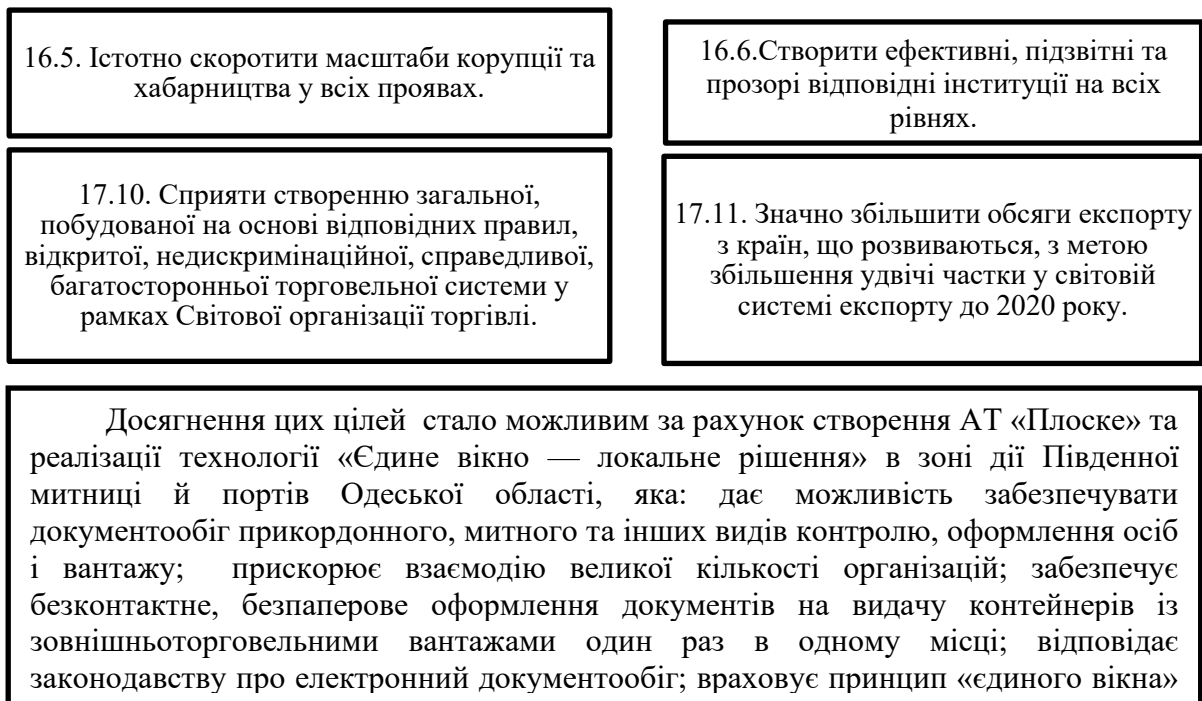 16.5. Істотно скоротити масштаби корупції та
хабарництва у всіх проявах.
16.6.Створити ефективні, підзвітні та
прозорі відповідні інституції на всіх
рівнях.
17.10. Сприяти створенню загальної,
побудованої на основі відповідних правил,
відкритої, недискримінаційної, справедливої,
багатосторонньої торговельної системи у
рамках Світової організації торгівлі.
17.11. Значно збільшити обсяги експорту
з країн, що розвиваються, з метою
збільшення удвічі частки у світовій
системі експорту до 2020 року.
Досягнення цих цілей стало можливим за рахунок створення АТ «Плоске» та
реалізації технології «Єдине вікно — локальне рішення» в зоні дії Південної
митниці й портів Одеської області, яка: дає можливість забезпечувати
документообіг прикордонного, митного та інших видів контролю, оформлення осіб
і вантажу; прискорює взаємодію великої кількості організацій; забезпечує
безконтактне, безпаперове оформлення документів на видачу контейнерів із
зовнішньоторговельними вантажами один раз в одному місці; відповідає
законодавству про електронний документообіг; враховує принцип «єдиного вікна»